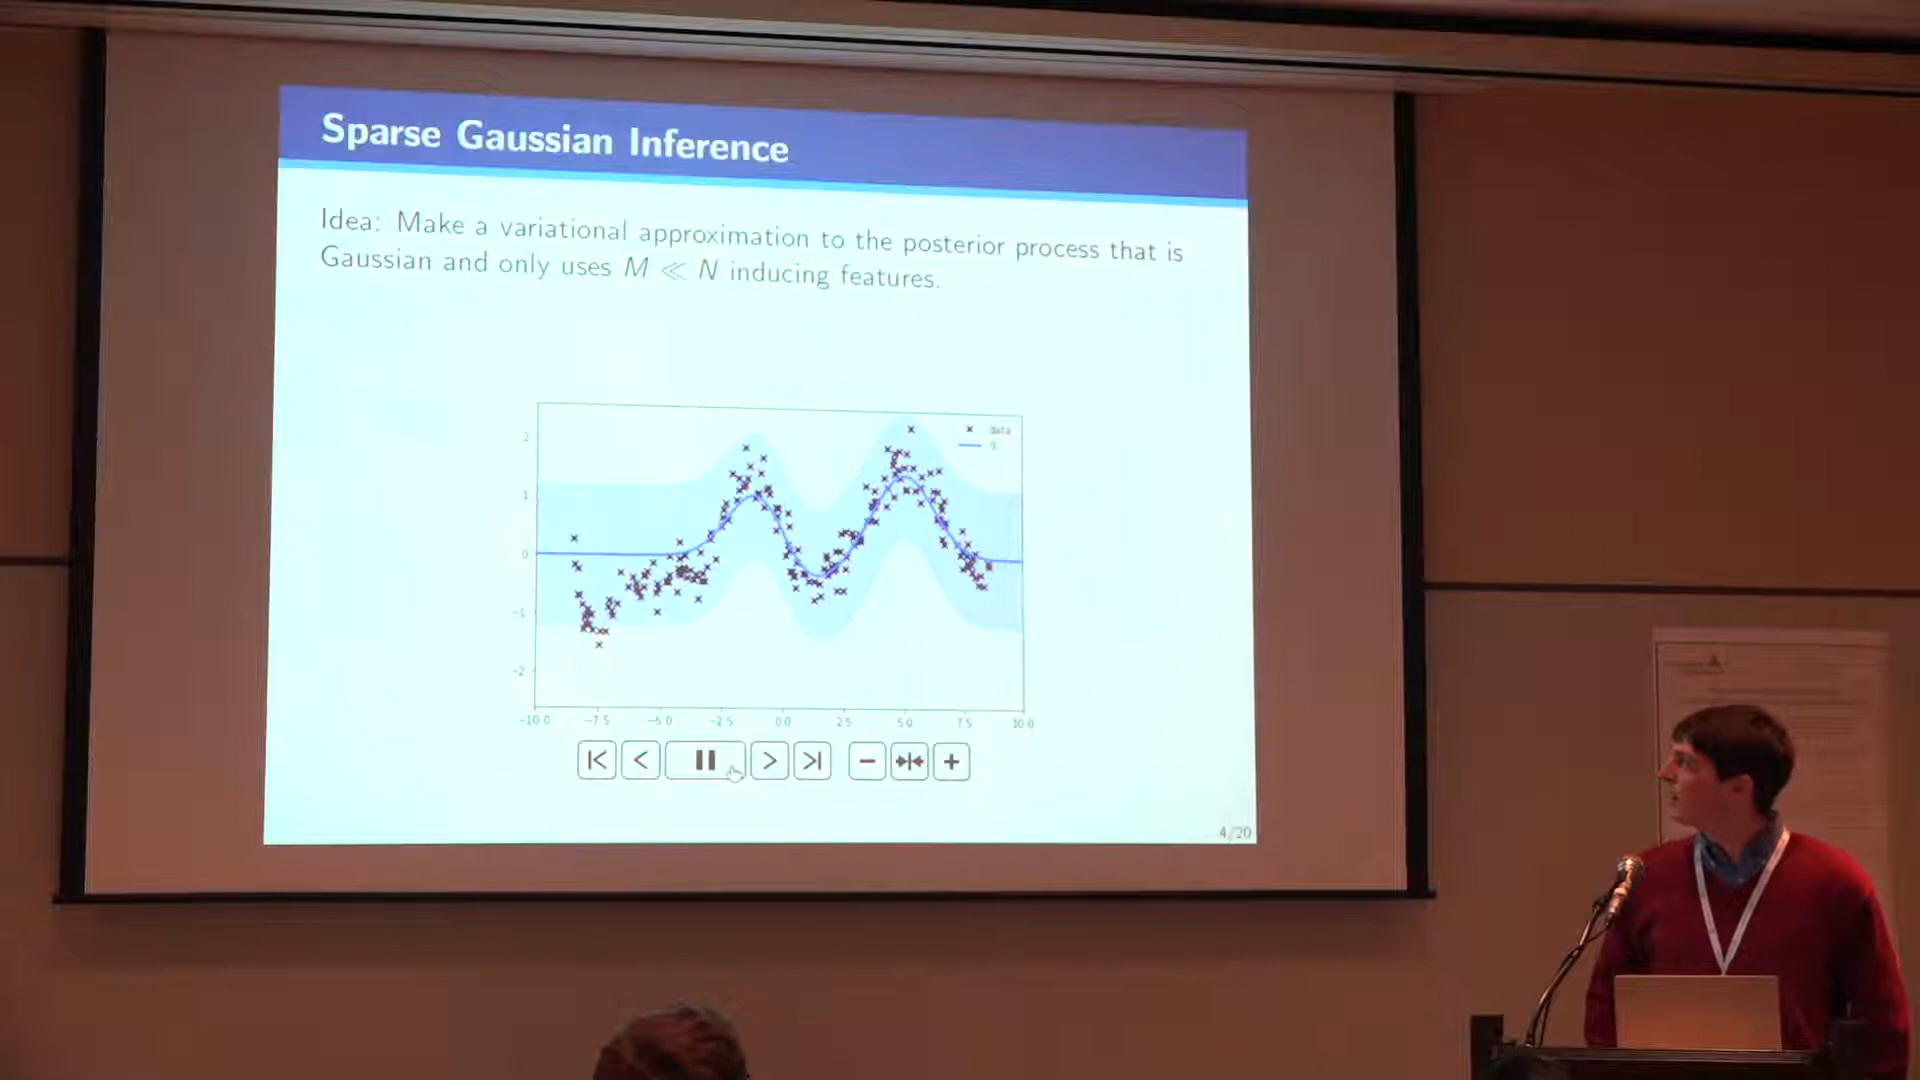 Sparse Gaussian Inference
Idea: Make a variational approximation to the posterior process that is
Gaussian and only uses M ≪ N inducing features.
data
q
2
1
0
−1
−2
−10.0 −7.5 −5.0 −2.5 0.0 2.5 5.0 7.5 10.0
4/20